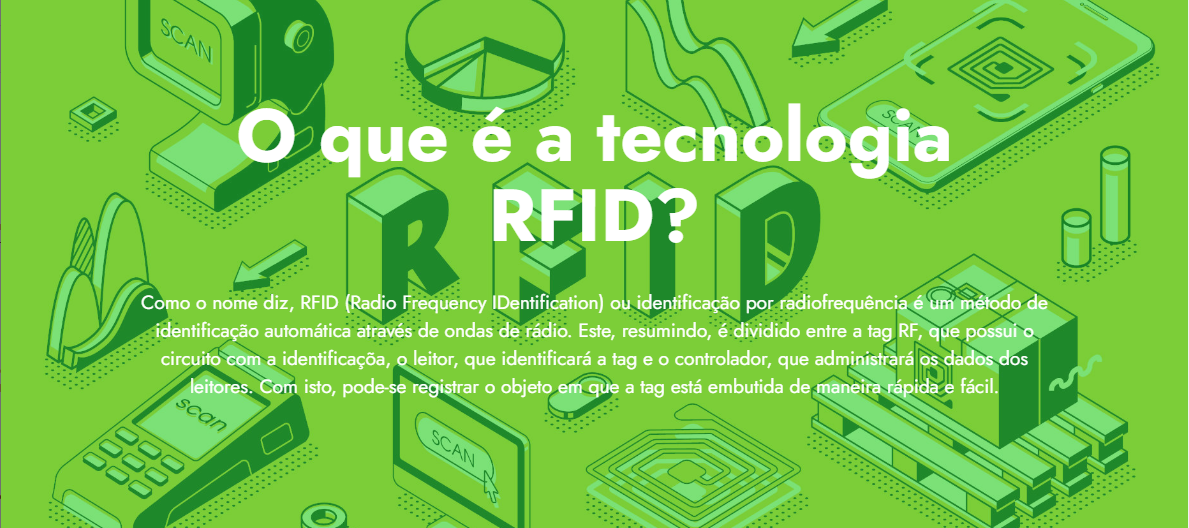 SCAN
SCAN
O que é a tecnologia
RFID?
RFID
Como o nome diz, RFID (Radio Frequency IDentification) ou identificação por radiofrequência é um método de
identificação automática através de ondas de rádio. Este, resumindo, é dividido entre a tag RF, que possui o
circuito com a identificaçõa, o leitor, que identificará a tag e o controlador, que administrará os dados dos
leitores. Com isto, pode-se registrar o objeto em que a tag está embutida de maneira rápida e fácil.
scan
SCAN